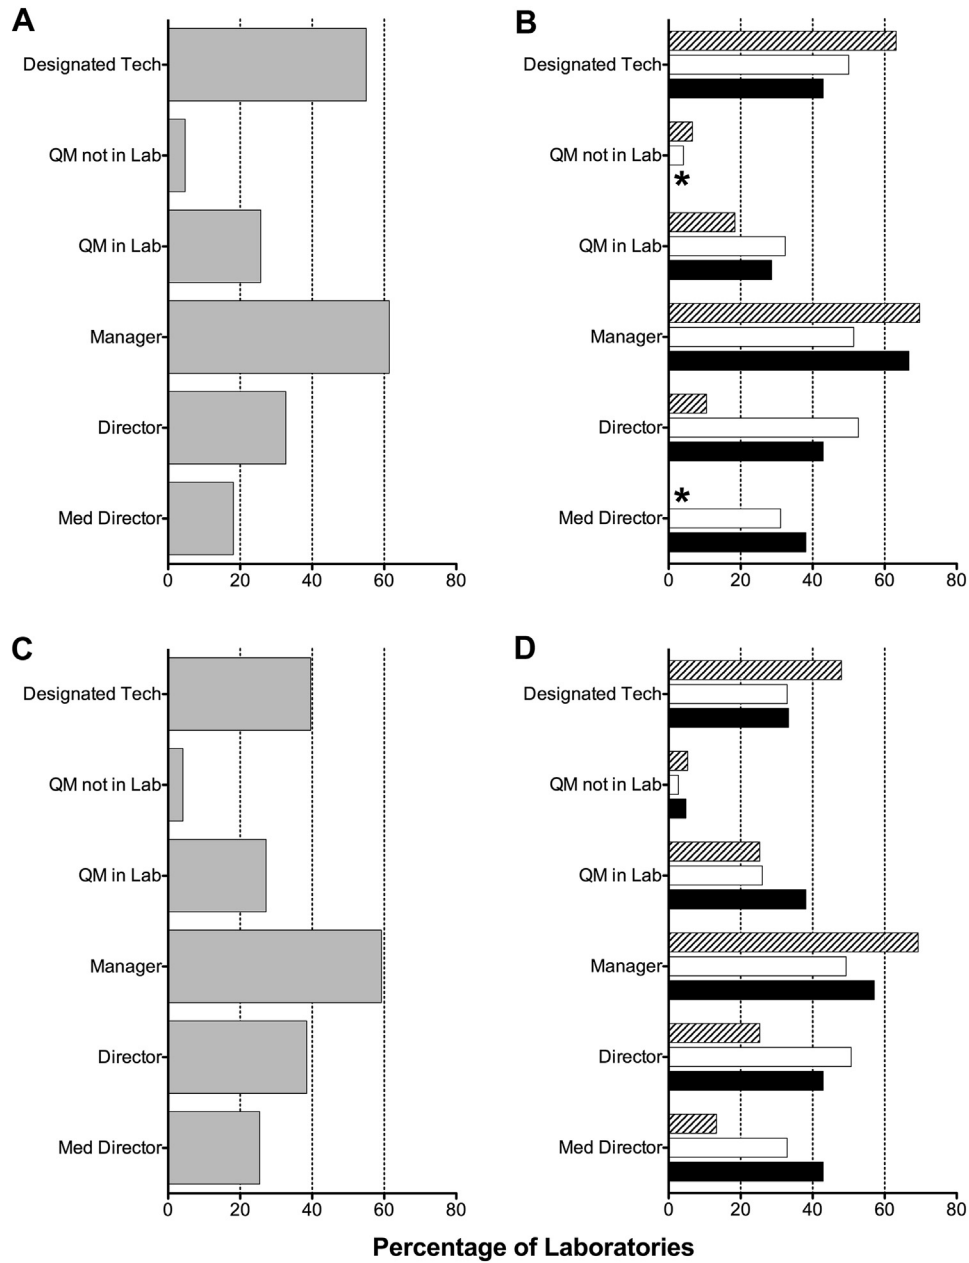 A
Designated Tech
QM not in Lab
QM in Lab
Manager
Director
Med Director
0 20 40 60 80
B
Designated Tech
QM not in Lab
*
QM in Lab
Manager
Director
*
Med Director
0 20 40 60 80
C
Designated Tech
QM not in Lab
QM in Lab
Manager
Director
Med Director
0 20 40 60 80
D
Designated Tech
QM not in Lab
QM in Lab
Manager
Director
Med Director
0 20 40 60 80
Percentage of Laboratories